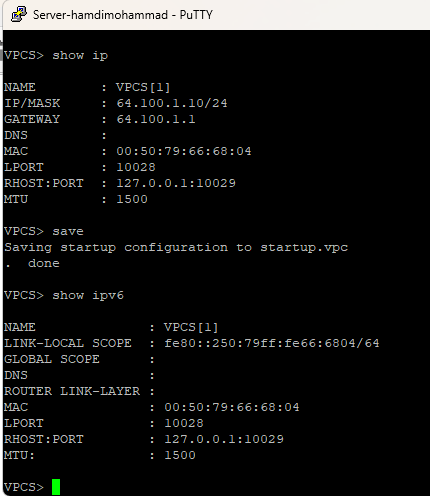 Server-hamdimohammad - PuTTY
VPCS> show ip
NAME : VPCS[1]
IP/MASK : 64.100.1.10/24
GATEWAY : 64.100.1.1
DNS :
MAC : 00:50:79:66:68:04
LPORT : 10028
RHOST:PORT : 127.0.0.1:10029
MTU : 1500
VPCS> save
Saving startup configuration to startup.vpc
. done
VPCS> show ipv6
NAME : VPCS[1]
LINK-LOCAL SCOPE : fe80::250:79ff:fe66:6804/64
GLOBAL SCOPE :
DNS :
ROUTER LINK-LAYER :
MAC : 00:50:79:66:68:04
LPORT : 10028
RHOST:PORT : 127.0.0.1:10029
MTU: : 1500
VPCS>